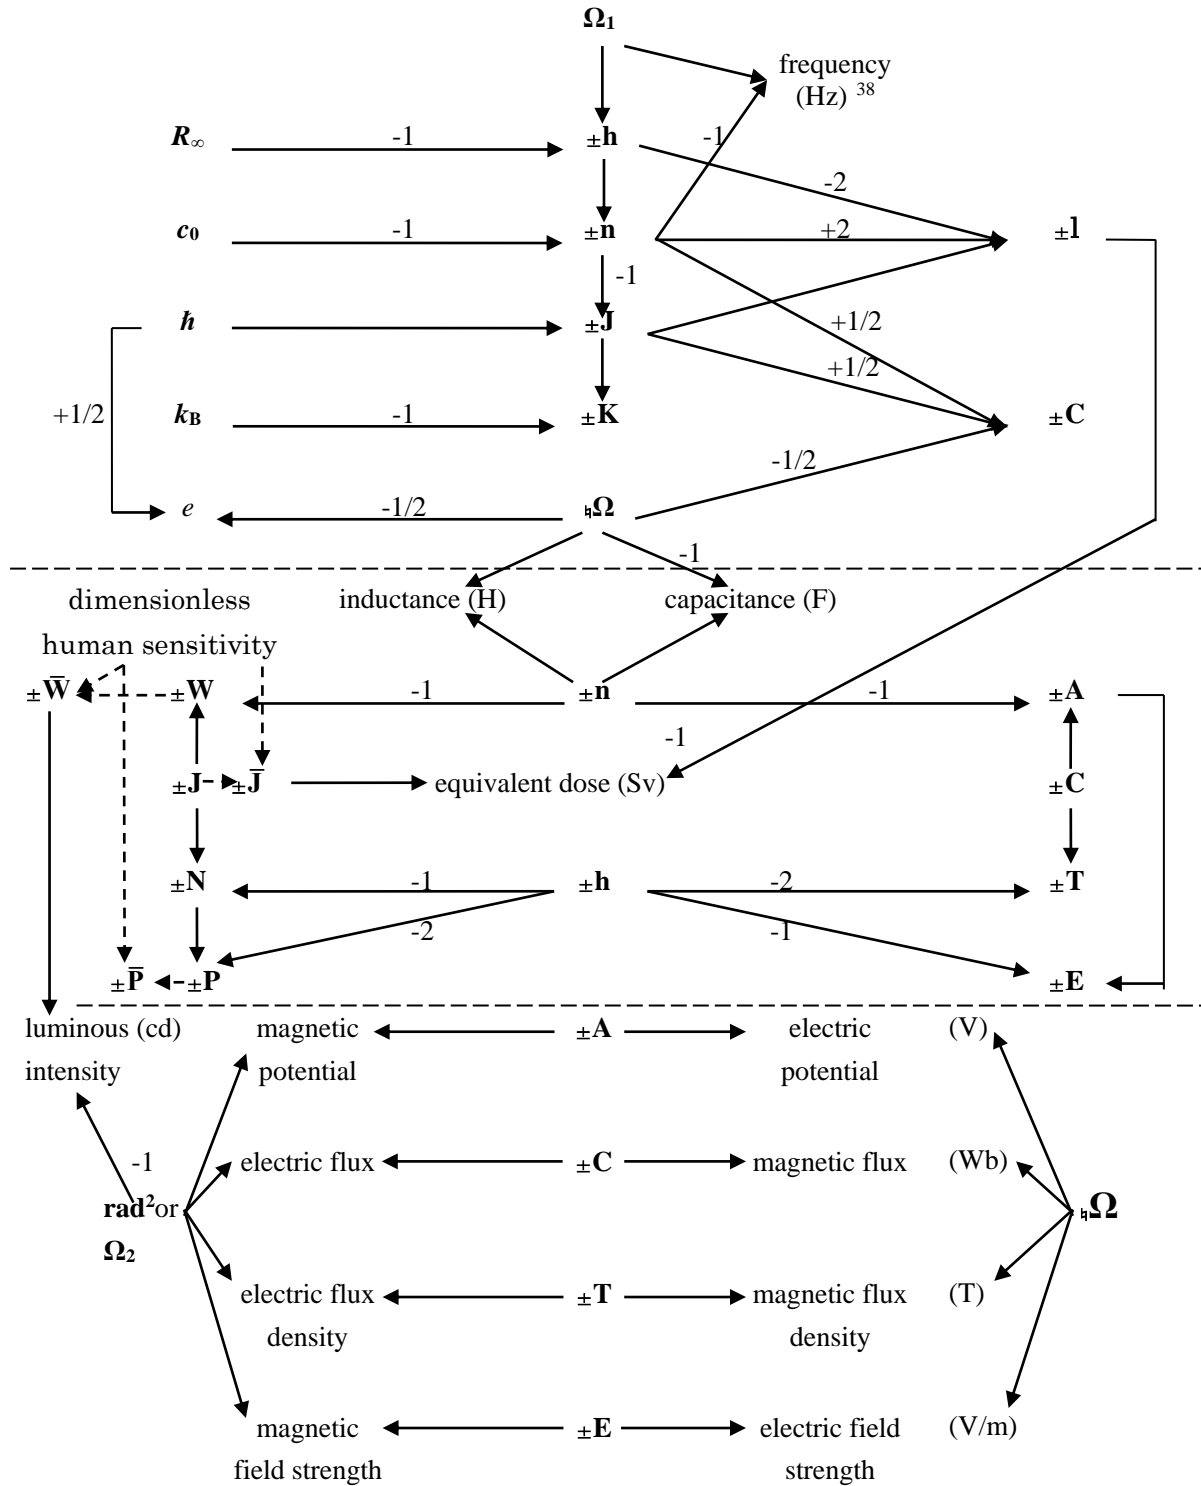 Ω₁
frequency
(Hz) ³⁸
R∞ -1 ±h -1
-2
c₀ -1 ±n +2 ±l
-1
ħ ±J +1/2
+1/2
+1/2 k_B -1 ±K ±C
-1/2
e -1/2 ♮Ω
-1
dimensionless inductance (H) capacitance (F)
human sensitivity
±W̄ ±W -1 ±n -1 ±A
-1
±J ±J̄ equivalent dose (Sv) ±C
±N -1 ±h -2 ±T
-2 -1
±P̄ ±P ±E
luminous (cd) magnetic ±A electric (V)
intensity potential potential
-1 electric flux ±C magnetic flux (Wb)
rad² or ♮Ω
Ω₂
electric flux ±T magnetic flux (T)
density density
magnetic ±E electric field (V/m)
field strength strength